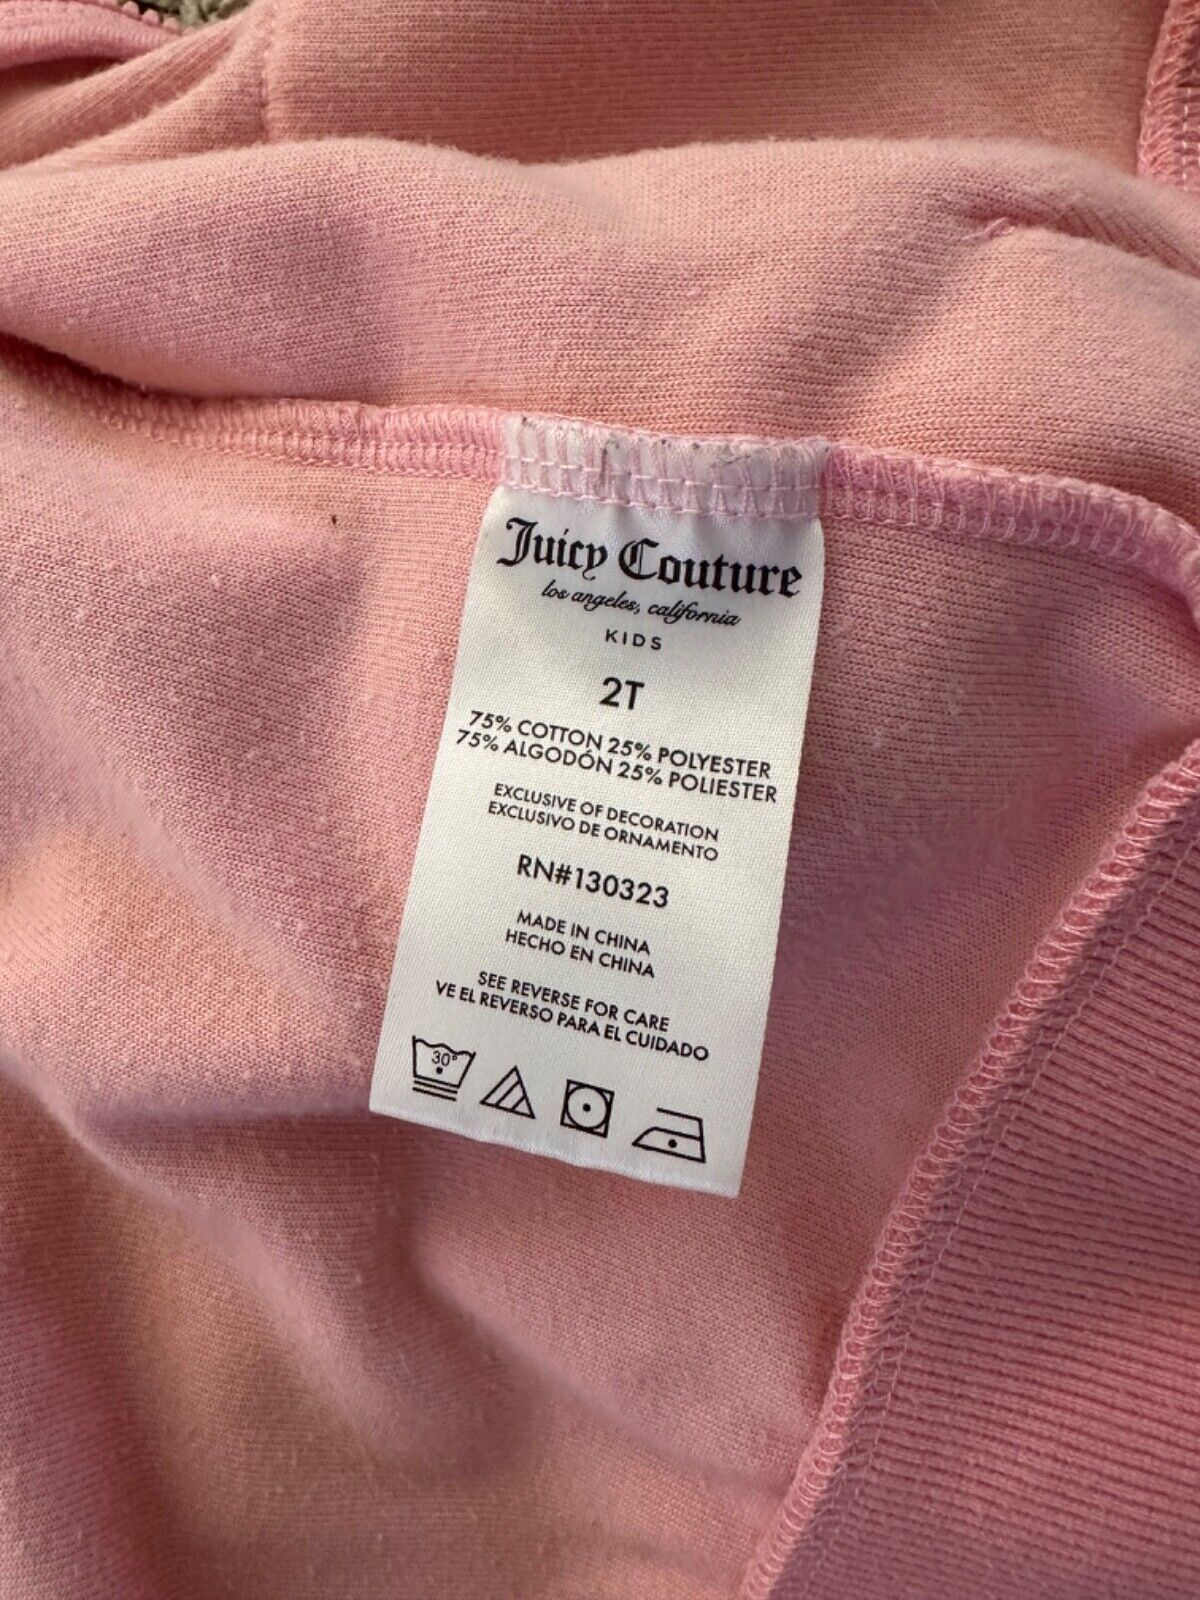 Juicy Couture
los angeles, california
KIDS
2T
75% COTTON 25% POLYESTER
75% ALGODÓN 25% POLIESTER
EXCLUSIVE OF DECORATION
EXCLUSIVO DE ORNAMENTO
RN#130323
MADE IN CHINA
HECHO EN CHINA
SEE REVERSE FOR CARE
VE EL REVERSO PARA EL CUIDADO
30°